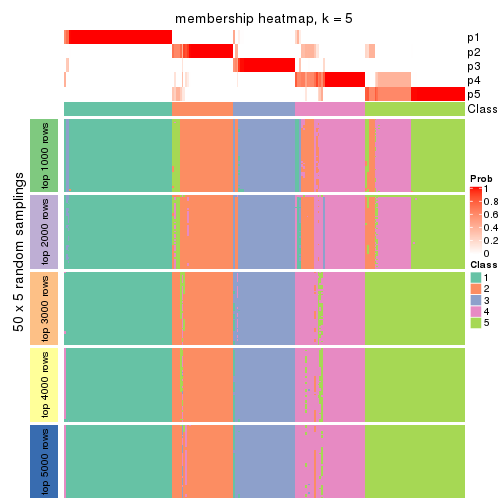 membership heatmap, k = 5
p1
p2
p3
p4
p5
Class
50 x 5 random samplings
top 1000 rows
top 2000 rows
top 3000 rows
top 4000 rows
top 5000 rows
Prob
1
0.8
0.6
0.4
0.2
0
Class
1
2
3
4
5